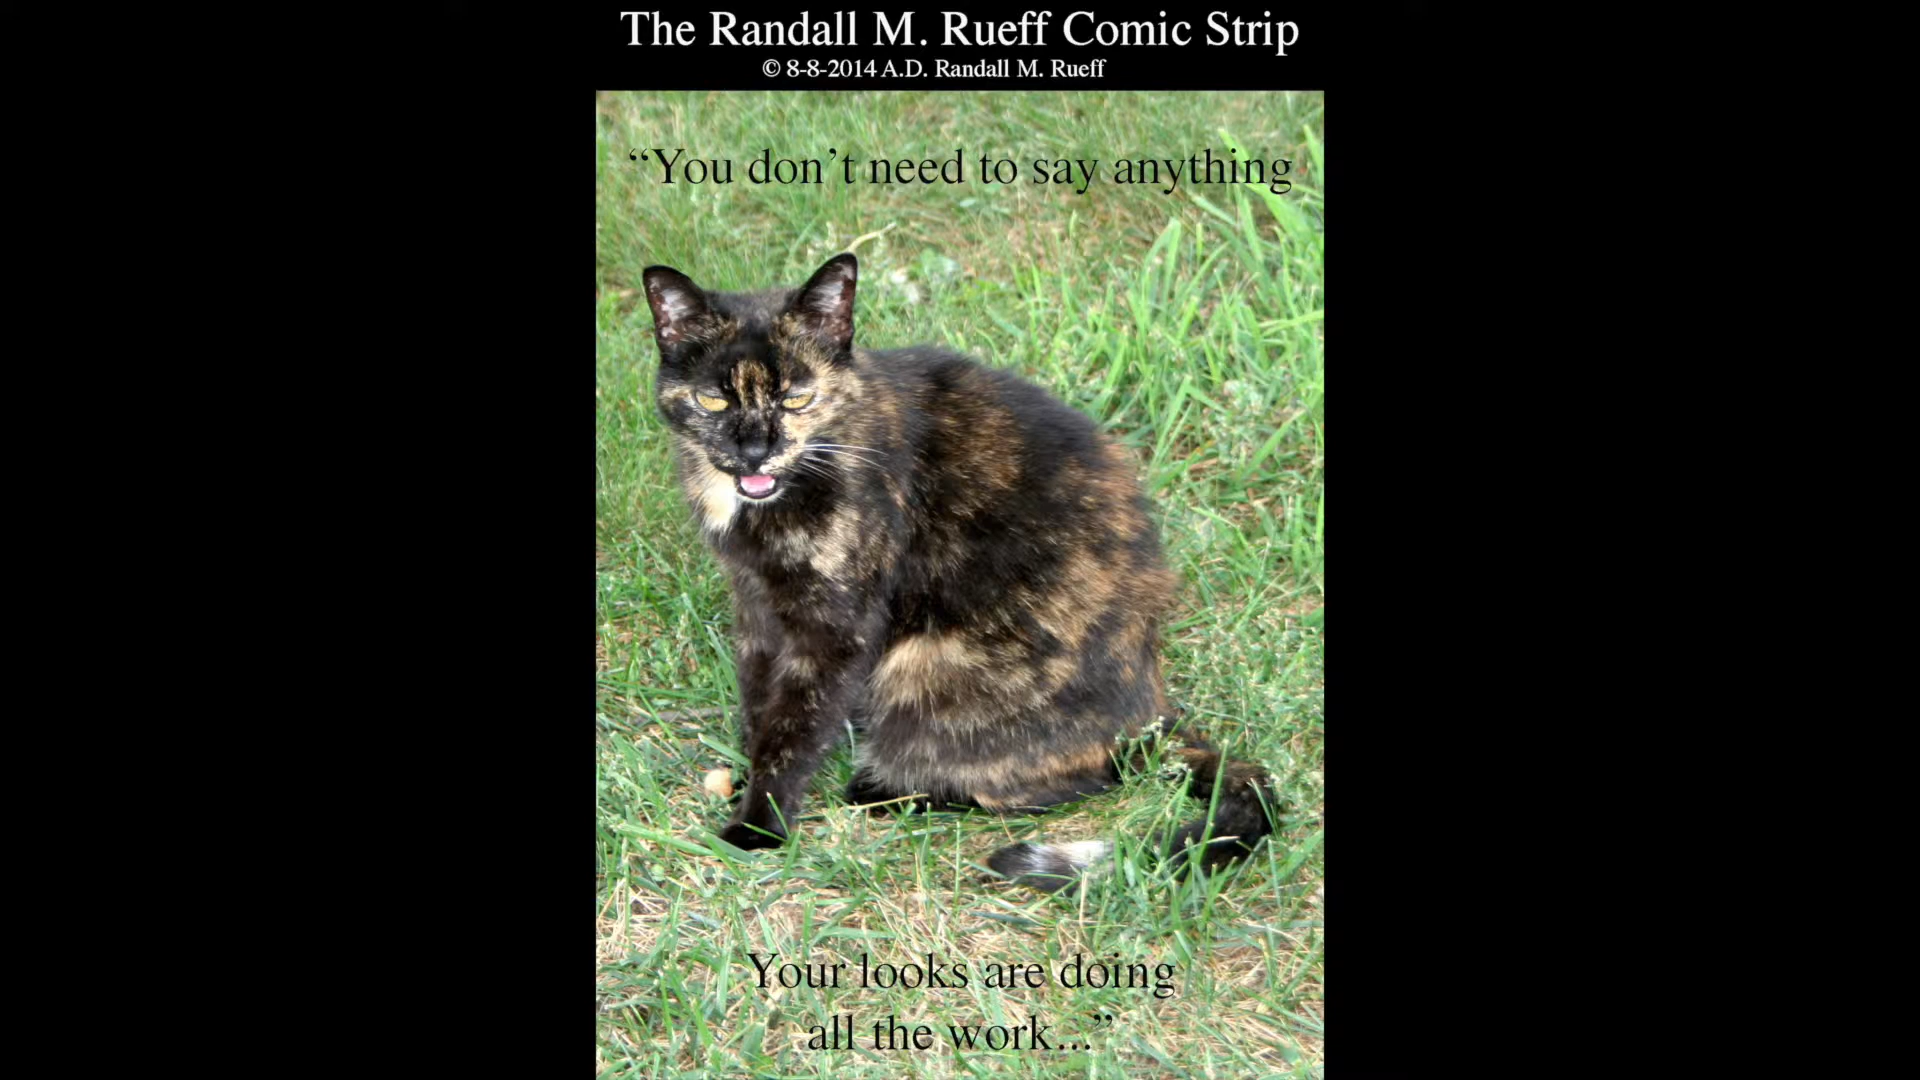 The Randall M. Rueff Comic Strip
© 8-8-2014 A.D. Randall M. Rueff
“You don’t need to say anything
Your looks are doing
all the work...”